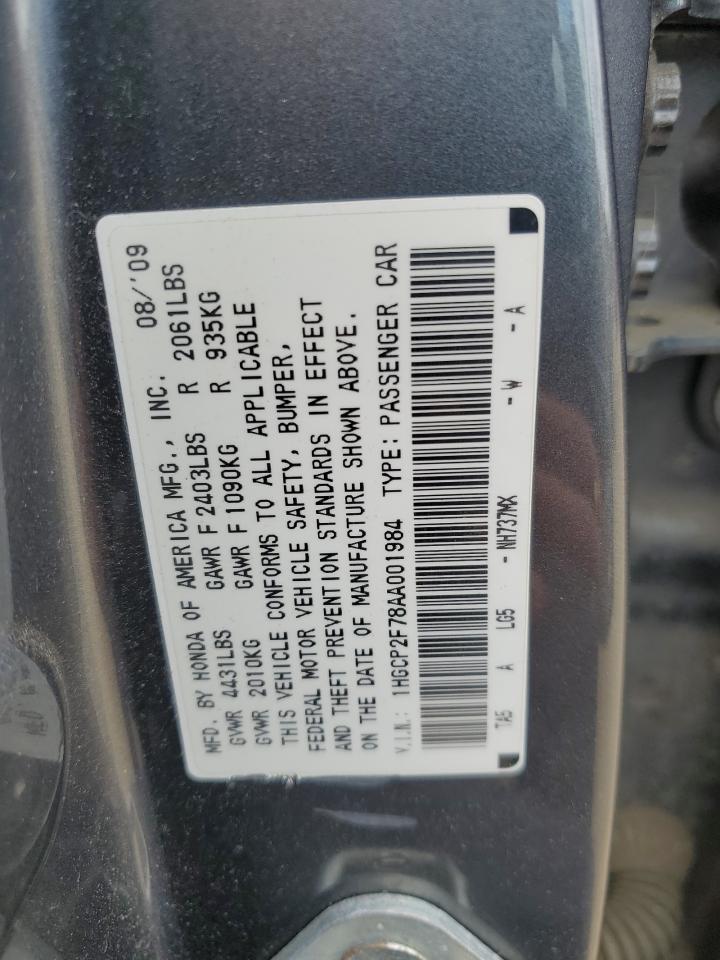 MFD. BY HONDA OF AMERICA MFG., INC. 08/'09
GVWR 4431LBS GAWR F 2403LBS R 2061LBS
GVWR 2010KG GAWR F 1090KG R 935KG
THIS VEHICLE CONFORMS TO ALL APPLICABLE
FEDERAL MOTOR VEHICLE SAFETY, BUMPER,
AND THEFT PREVENTION STANDARDS IN EFFECT
ON THE DATE OF MANUFACTURE SHOWN ABOVE.
V.I.N.: 1HGCP2F78AA001984 TYPE: PASSENGER CAR
TA5 A LG5 - NH737MX - W - A